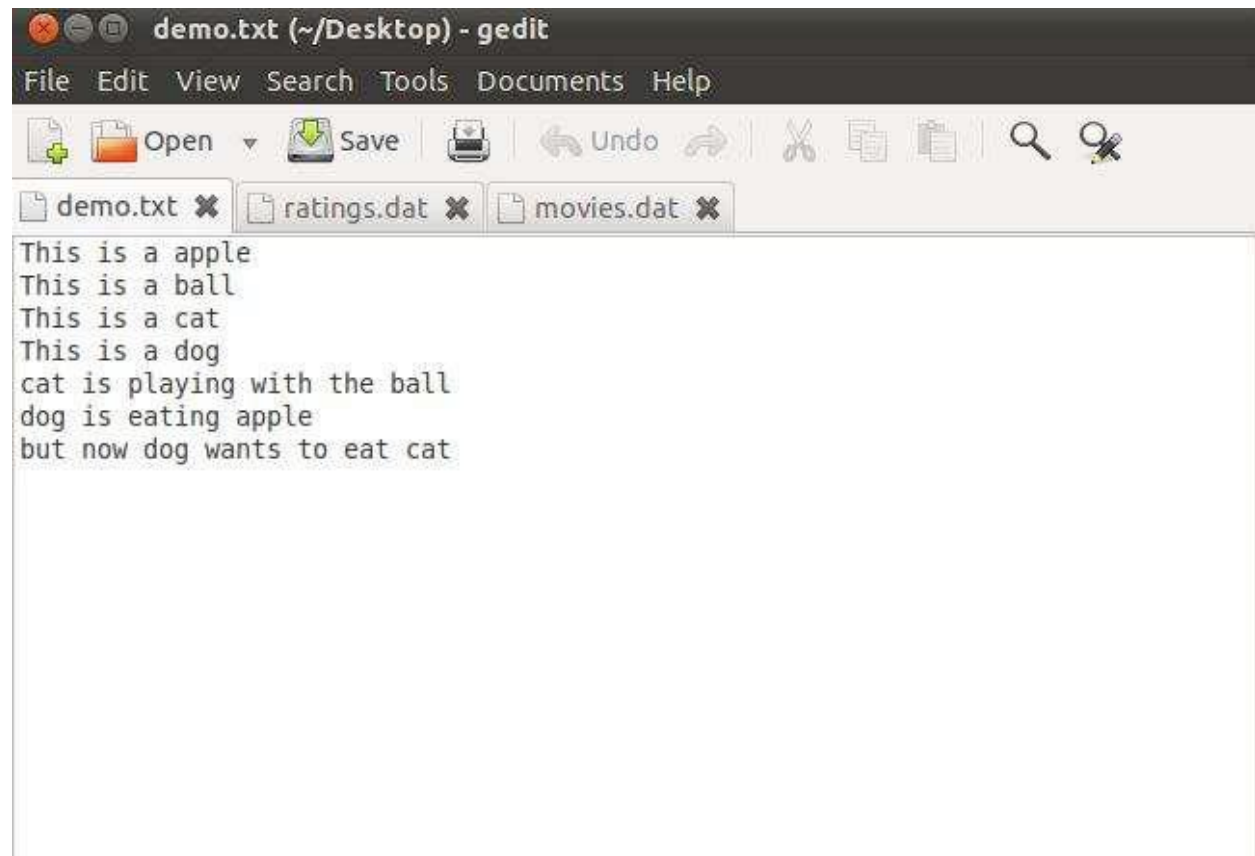 demo.txt (~/Desktop) - gedit
File Edit View Search Tools Documents Help
Open Save Undo
demo.txt ratings.dat movies.dat
This is a apple
This is a ball
This is a cat
This is a dog
cat is playing with the ball
dog is eating apple
but now dog wants to eat cat